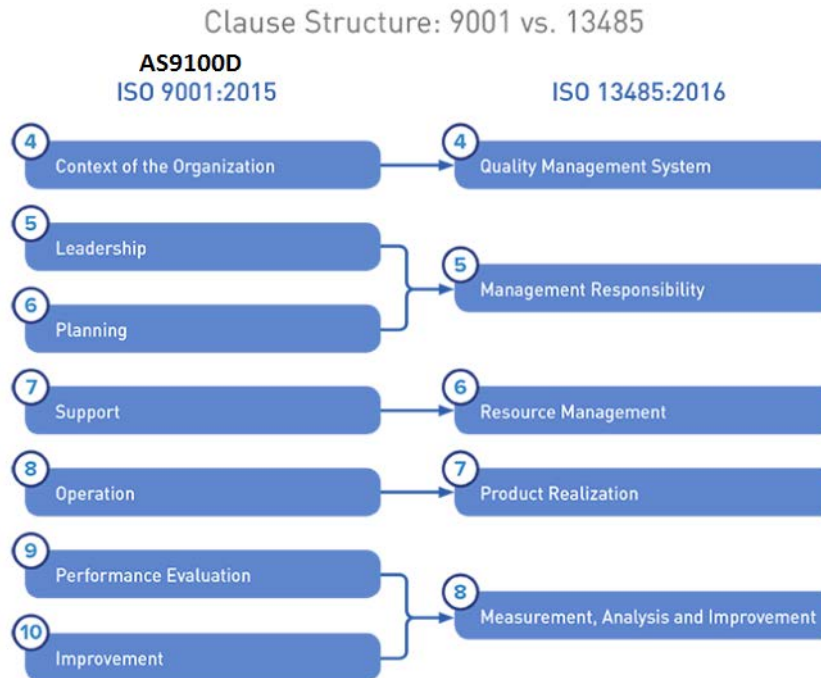 Clause Structure: 9001 vs. 13485
AS9100D
ISO 9001:2015
ISO 13485:2016
4
Context of the Organization
4
Quality Management System
5
Leadership
5
Management Responsibility
6
Planning
7
Support
6
Resource Management
8
Operation
7
Product Realization
9
Performance Evaluation
8
Measurement, Analysis and Improvement
10
Improvement